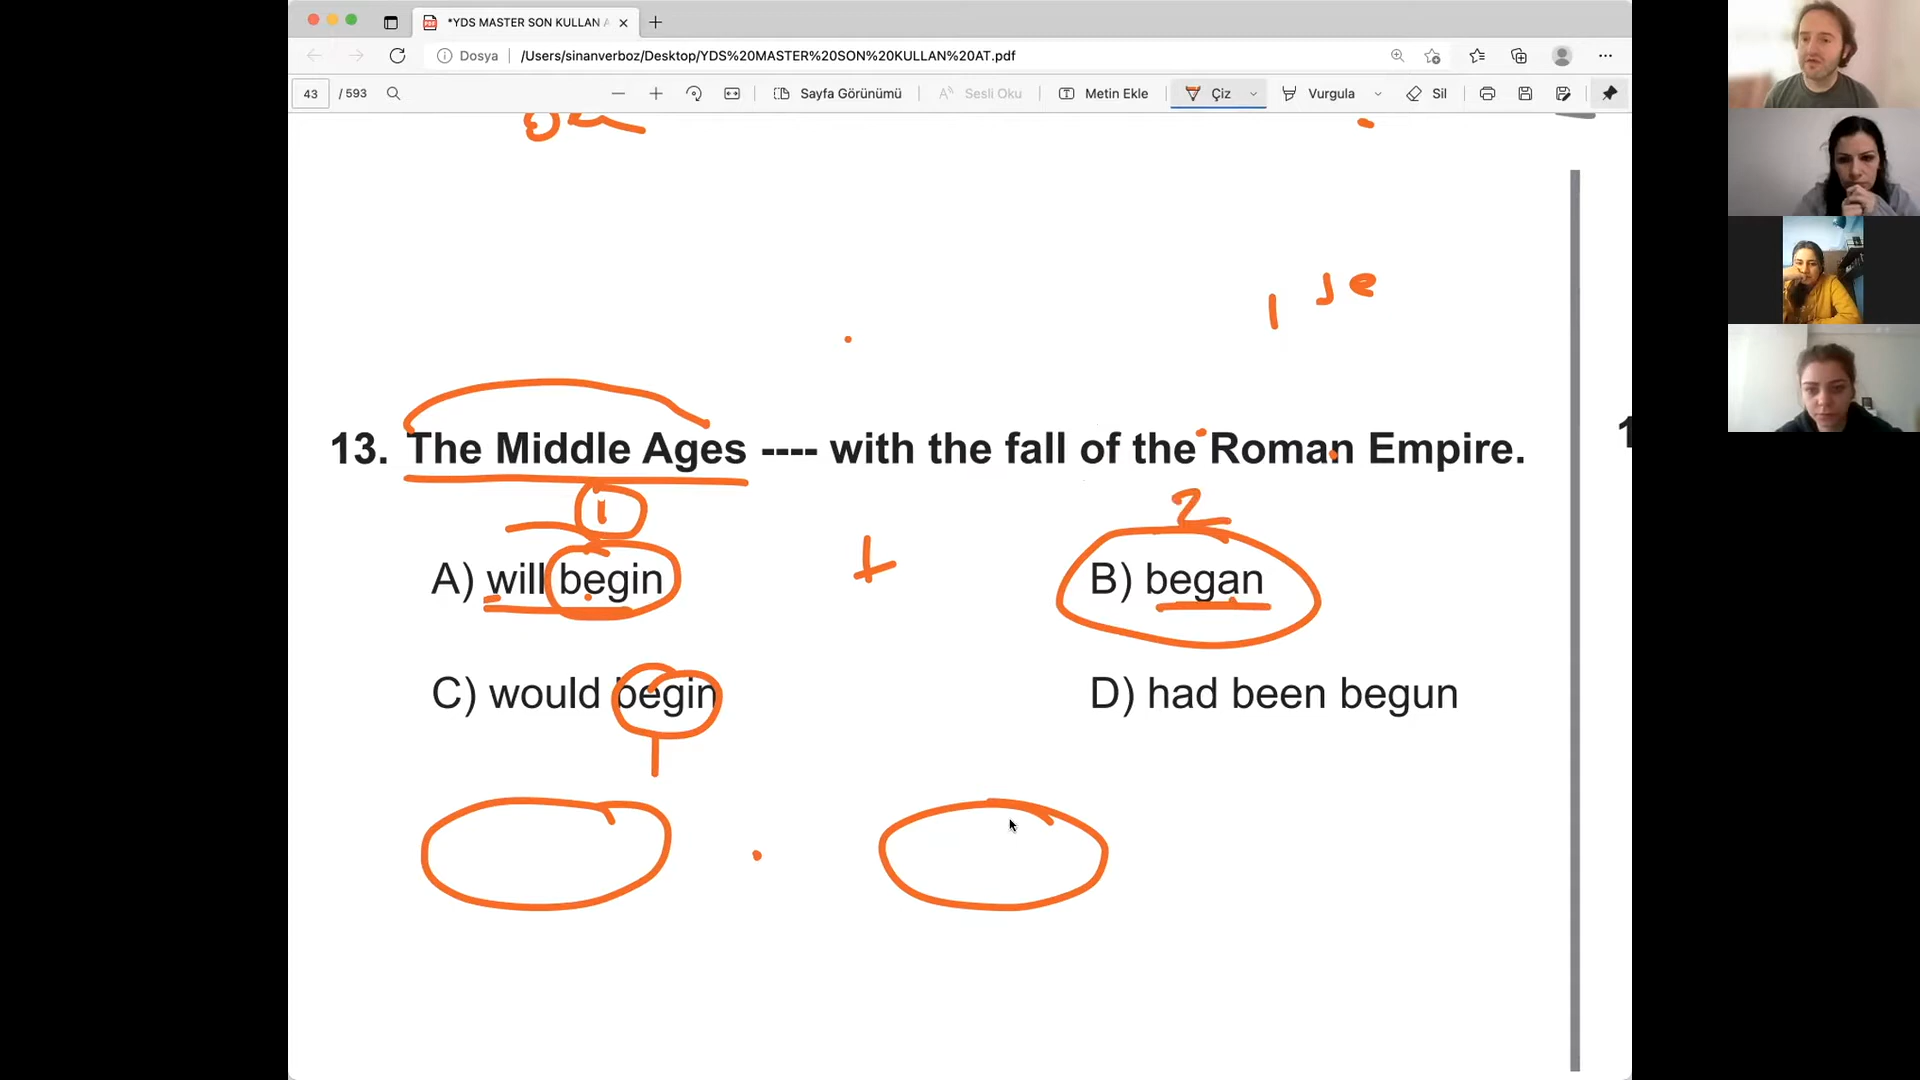 *YDS MASTER SON KULLAN A
Dosya /Users/sinanverboz/Desktop/YDS%20MASTER%20SON%20KULLAN%20AT.pdf
43 / 593 Sayfa Görünümü Sesli Oku Metin Ekle Çiz Vurgula Sil
13. The Middle Ages ---- with the fall of the Roman Empire.
1 2
A) will begin B) began
C) would begin D) had been begun